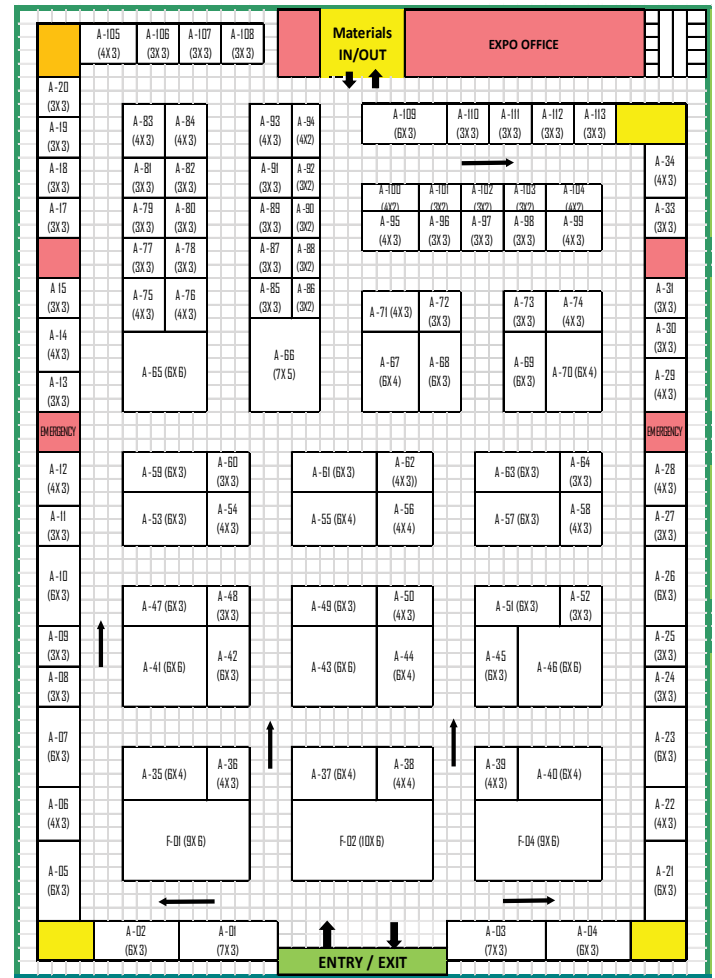 A-105
(4X3)
A-106
(3X3)
A-107
(3X3)
A-108
(3X3)
Materials
IN/OUT
EXPO OFFICE
A-20
(3X3)
A-19
(3X3)
A-18
(3X3)
A-17
(3X3)
A-15
(3X3)
A-14
(4X3)
A-13
(3X3)
EMERGENCY
A-12
(4X3)
A-11
(3X3)
A-10
(6X3)
A-09
(3X3)
A-08
(3X3)
A-07
(6X3)
A-06
(4X3)
A-05
(6X3)
A-83
(4X3)
A-84
(4X3)
A-81
(3X3)
A-82
(3X3)
A-79
(3X3)
A-80
(3X3)
A-77
(3X3)
A-78
(3X3)
A-75
(4X3)
A-76
(4X3)
A-65 (6X6)
A-93
(4X3)
A-94
(4X2)
A-91
(3X3)
A-92
(3X2)
A-89
(3X3)
A-90
(3X2)
A-87
(3X3)
A-88
(3X2)
A-85
(3X3)
A-86
(3X2)
A-66
(7X5)
A-109
(6X3)
A-110
(3X3)
A-111
(3X3)
A-112
(3X3)
A-113
(3X3)
A-100
(4X2)
A-101
(3X2)
A-102
(3X2)
A-103
(3X2)
A-104
(4X2)
A-95
(4X3)
A-96
(3X3)
A-97
(3X3)
A-98
(3X3)
A-99
(4X3)
A-71 (4X3)
A-72
(3X3)
A-73
(3X3)
A-74
(4X3)
A-67
(6X4)
A-68
(6X3)
A-69
(6X3)
A-70 (6X4)
A-34
(4X3)
A-33
(3X3)
A-31
(3X3)
A-30
(3X3)
A-29
(4X3)
EMERGENCY
A-28
(4X3)
A-27
(3X3)
A-26
(6X3)
A-25
(3X3)
A-24
(3X3)
A-23
(6X3)
A-22
(4X3)
A-21
(6X3)
A-59 (6X3)
A-60
(3X3)
A-53 (6X3)
A-54
(4X3)
A-61 (6X3)
A-62
(4X3))
A-55 (6X4)
A-56
(4X4)
A-63 (6X3)
A-64
(3X3)
A-57 (6X3)
A-58
(4X3)
A-47 (6X3)
A-48
(3X3)
A-41 (6X6)
A-42
(6X3)
A-49 (6X3)
A-50
(4X3)
A-43 (6X6)
A-44
(6X4)
A-51 (6X3)
A-52
(3X3)
A-45
(6X3)
A-46 (6X6)
A-35 (6X4)
A-36
(4X3)
F-01 (9X6)
A-37 (6X4)
A-38
(4X4)
F-02 (10X6)
A-39
(4X3)
A-40 (6X4)
F-04 (9X6)
A-02
(6X3)
A-01
(7X3)
A-03
(7X3)
A-04
(6X3)
ENTRY / EXIT